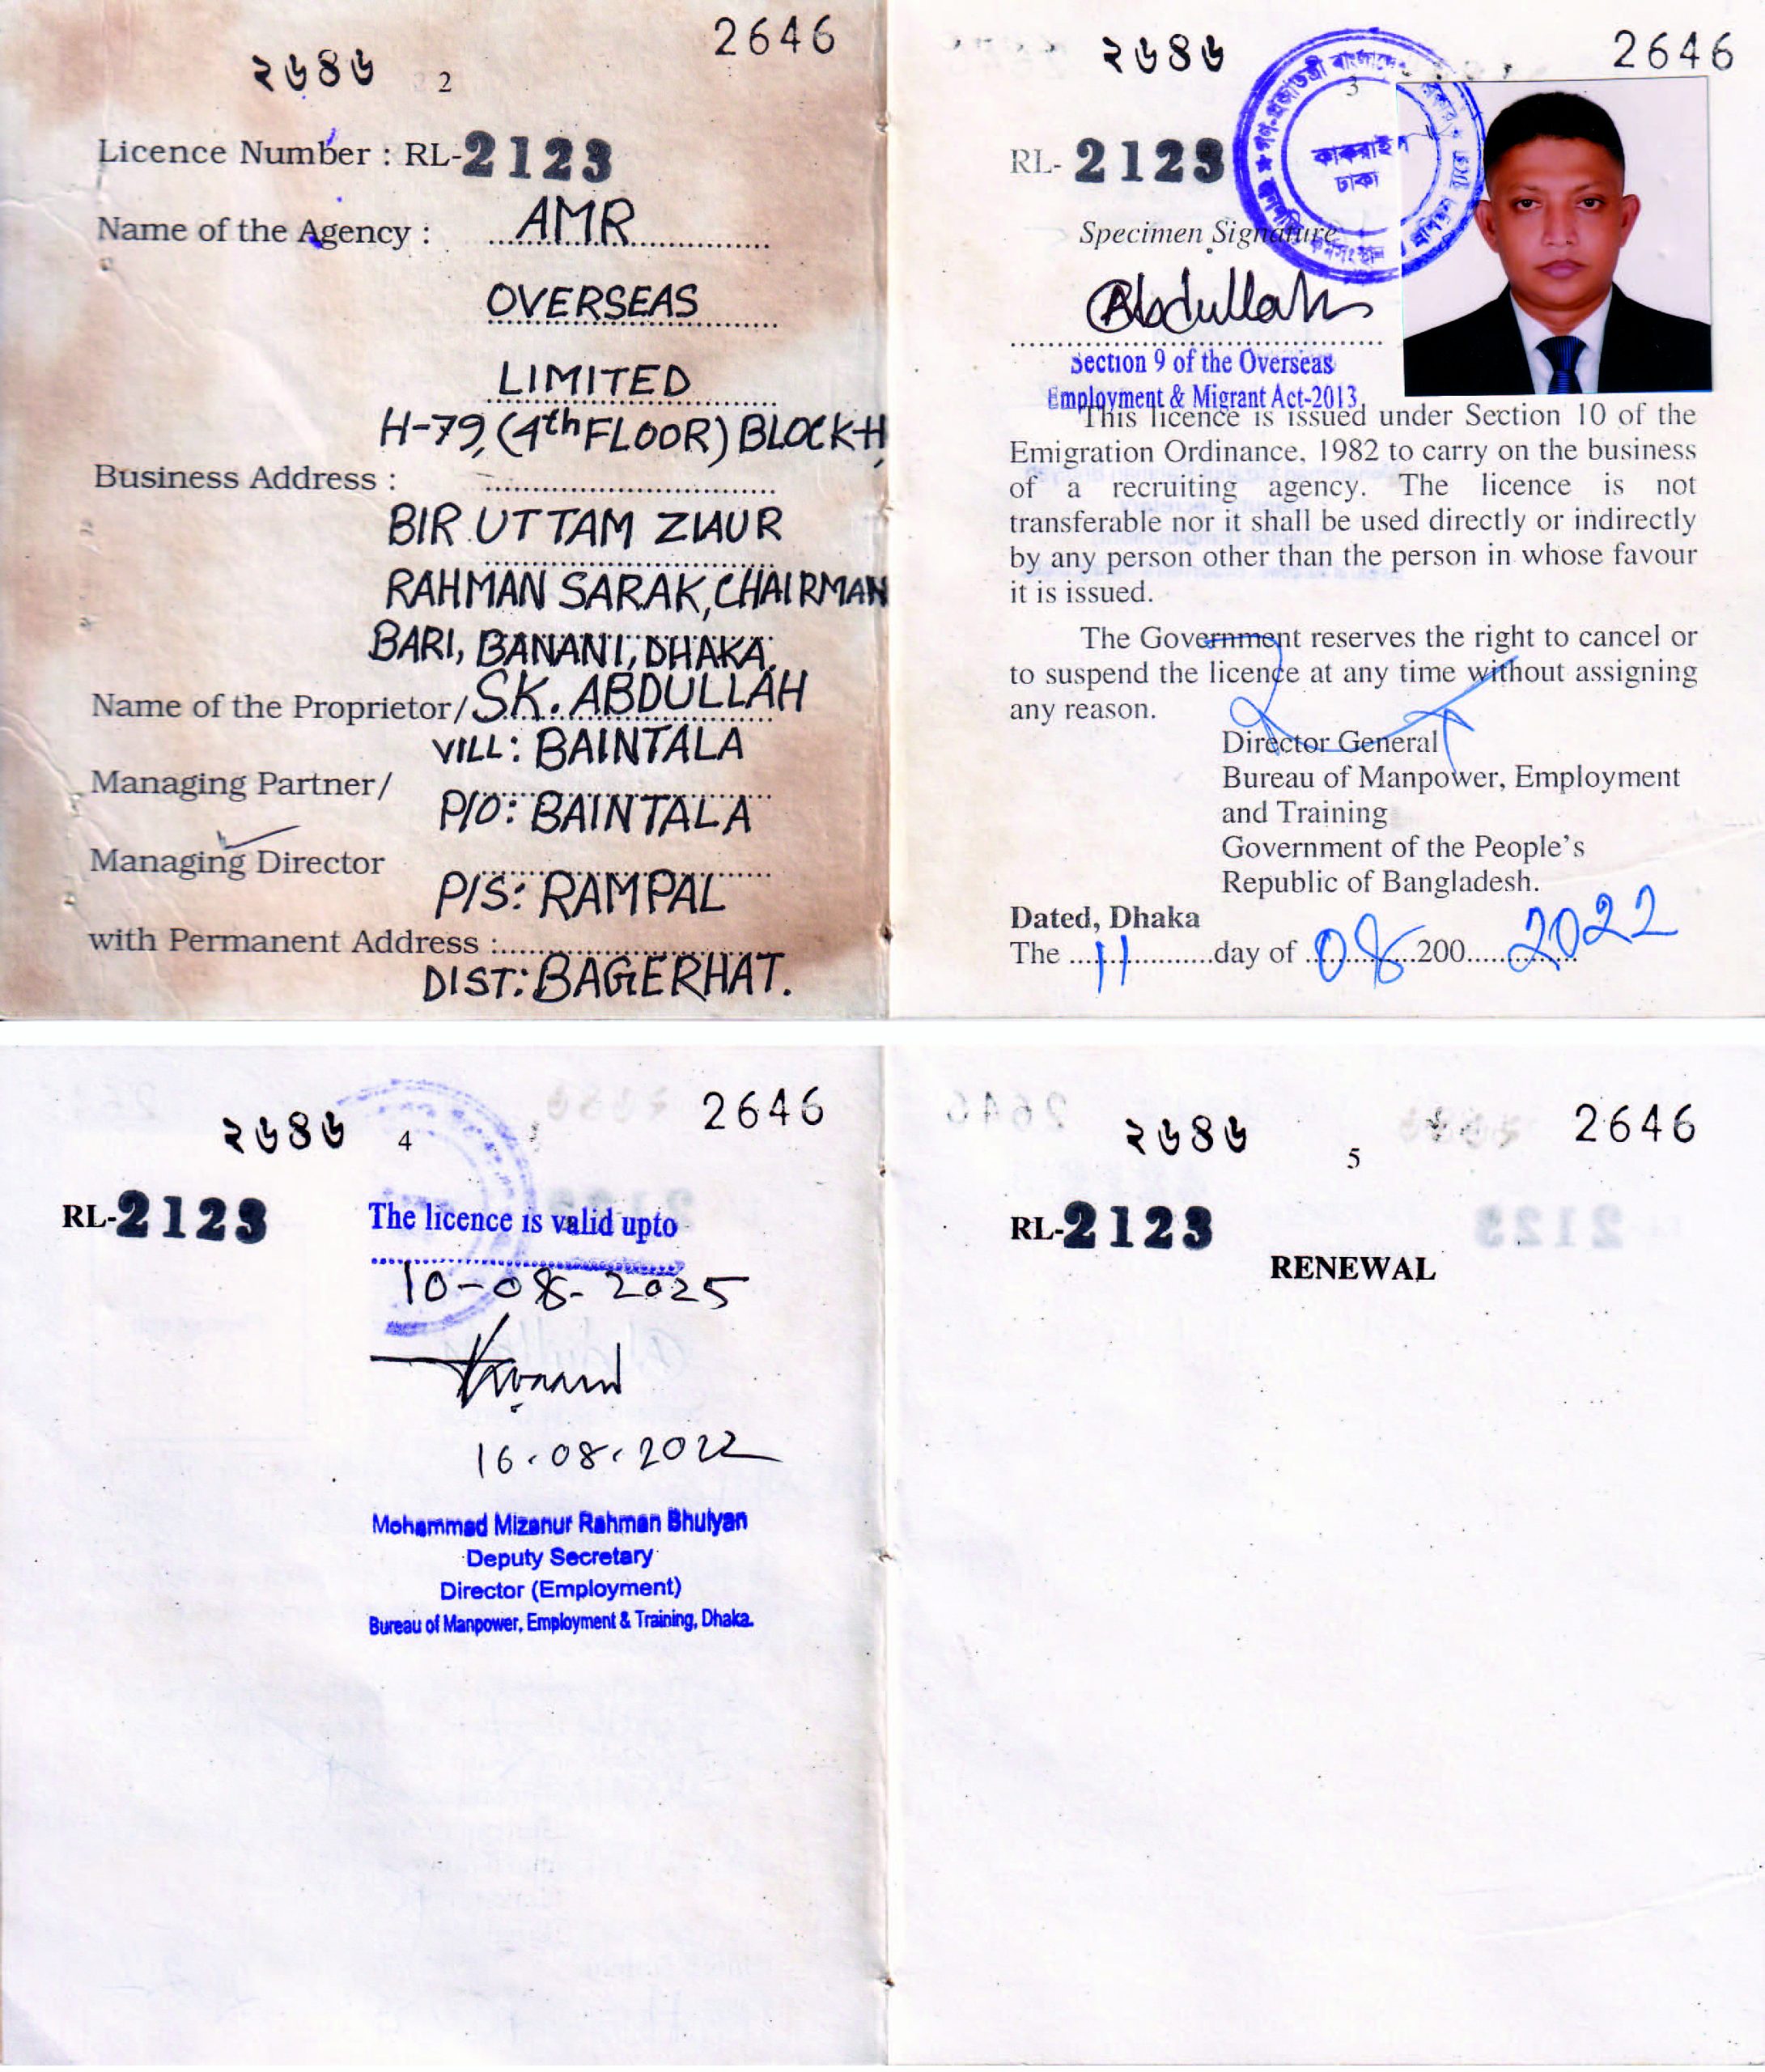 ২৬৪৬ 2 2646
Licence Number : RL-2123
Name of the Agency : AMR
OVERSEAS
LIMITED
H-79, (4th FLOOR) BLOCK-H,
Business Address :
BIR UTTAM ZIAUR
RAHMAN SARAK, CHAIRMAN
BARI, BANANI, DHAKA.
Name of the Proprietor/ SK. ABDULLAH
VILL: BAINTALA
Managing Partner/
P/O: BAINTALA
Managing Director
P/S: RAMPAL
with Permanent Address :
DIST: BAGERHAT.
২৬৪৬ 3 2646
RL- 2123
কাকরাইল
ঢাকা
Specimen Signature
Abdullah
Section 9 of the Overseas
Employment & Migrant Act-2013
This licence is issued under Section 10 of the
Emigration Ordinance, 1982 to carry on the business
of a recruiting agency. The licence is not
transferable nor it shall be used directly or indirectly
by any person other than the person in whose favour
it is issued.
The Government reserves the right to cancel or
to suspend the licence at any time without assigning
any reason.
Director General
Bureau of Manpower, Employment
and Training
Government of the People's
Republic of Bangladesh.
Dated, Dhaka
The 11 day of 08 200 2022
২৬৪৬ 4 2646
RL-2123 The licence is valid upto
10-08-2025
16.08.2022
Mohammad Mizanur Rahman Bhuiyan
Deputy Secretary
Director (Employment)
Bureau of Manpower, Employment & Training, Dhaka.
২৬৪৬ 5 2646
RL-2123
RENEWAL